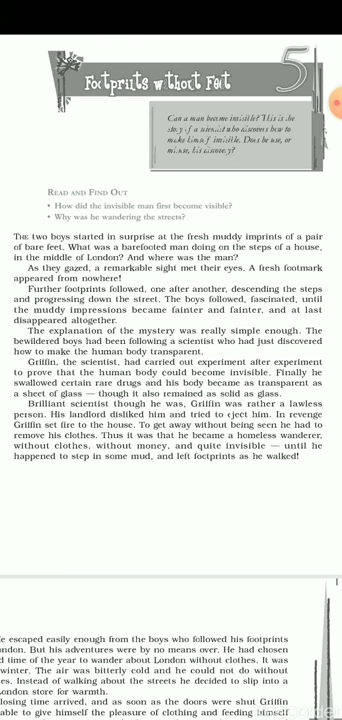 5
Footprints without Feet
Can a man become invisible? This is the
story of a scientist who discovers how to
make himself invisible. Does he use, or
misuse, his discovery?
READ AND FIND OUT
• How did the invisible man first become visible?
• Why was he wandering the streets?
THE two boys started in surprise at the fresh muddy imprints of a pair
of bare feet. What was a barefooted man doing on the steps of a house,
in the middle of London? And where was the man?
As they gazed, a remarkable sight met their eyes. A fresh footmark
appeared from nowhere!
Further footprints followed, one after another, descending the steps
and progressing down the street. The boys followed, fascinated, until
the muddy impressions became fainter and fainter, and at last
disappeared altogether.
The explanation of the mystery was really simple enough. The
bewildered boys had been following a scientist who had just discovered
how to make the human body transparent.
Griffin, the scientist, had carried out experiment after experiment
to prove that the human body could become invisible. Finally he
swallowed certain rare drugs and his body became as transparent as
a sheet of glass — though it also remained as solid as glass.
Brilliant scientist though he was, Griffin was rather a lawless
person. His landlord disliked him and tried to eject him. In revenge
Griffin set fire to the house. To get away without being seen he had to
remove his clothes. Thus it was that he became a homeless wanderer,
without clothes, without money, and quite invisible — until he
happened to step in some mud, and left footprints as he walked!
e escaped easily enough from the boys who followed his footprints
ondon. But his adventures were by no means over. He had chosen
d time of the year to wander about London without clothes. It was
winter. The air was bitterly cold and he could not do without
es. Instead of walking about the streets he decided to slip into a
ondon store for warmth.
losing time arrived, and as soon as the doors were shut Griffin
able to give himself the pleasure of clothing and feeding himself